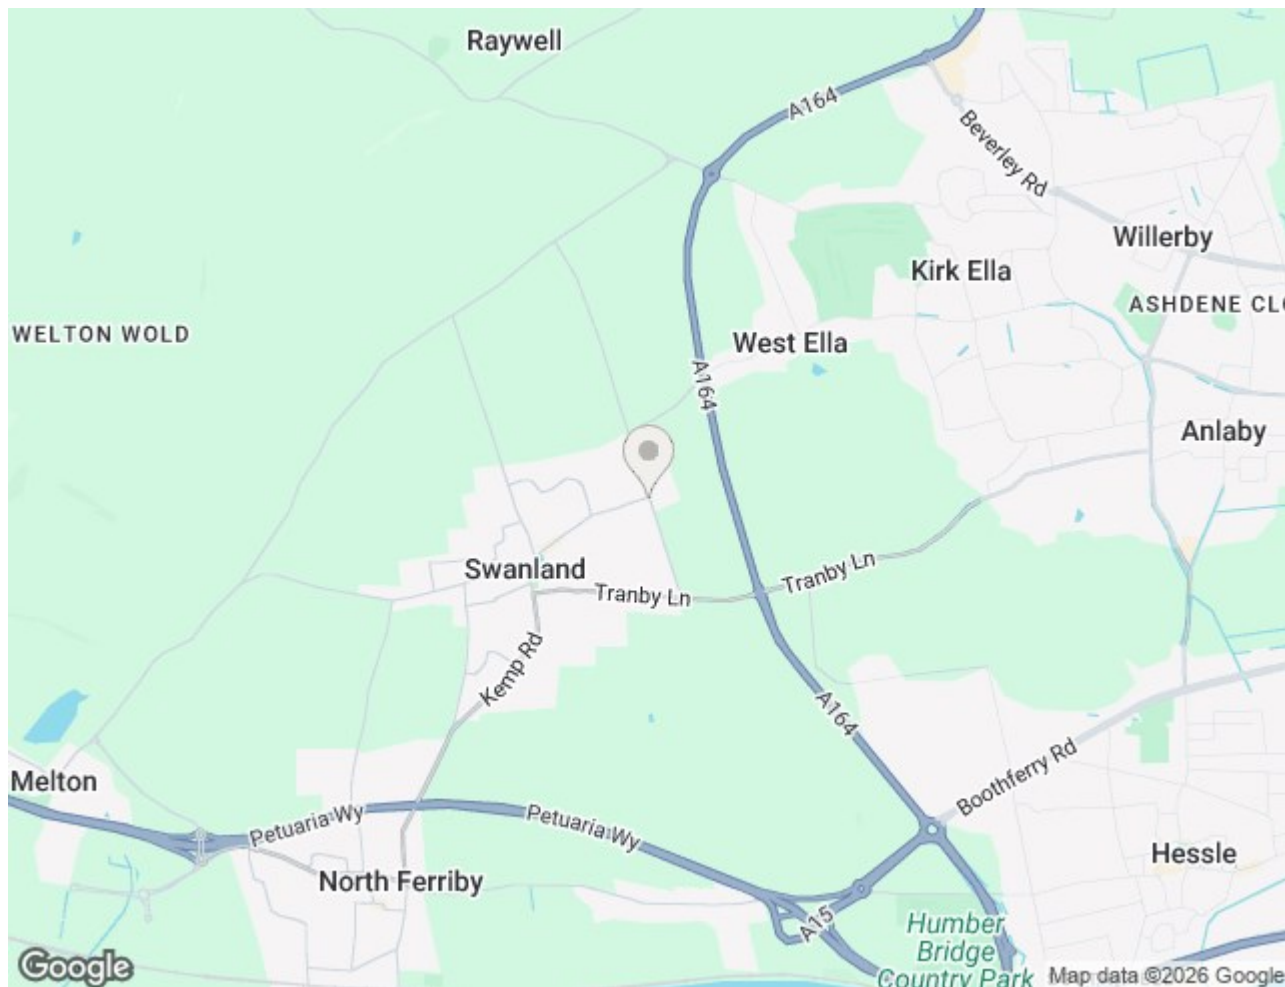 Raywell
A164
Beverley Rd
Willerby
Kirk Ella
ASHDENE CLO
WELTON WOLD
West Ella
A164
Anlaby
Swanland
Tranby Ln
Tranby Ln
Kemp Rd
A164
Boothferry Rd
Melton
Petuaria Wy
Petuaria Wy
Hessle
North Ferriby
A15
Humber
Bridge
Country Park
Google
Map data ©2026 Google